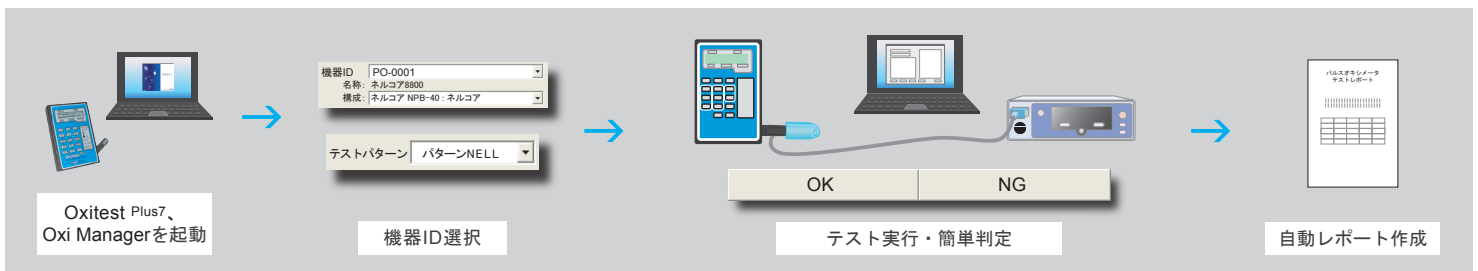 Oxitest Plus7、
Oxi Managerを起動
機器ID PO-0001
名称: ネルコア8800
構成: ネルコア NPB-40 : ネルコア
テストパターン パターンNELL
機器ID選択
OK NG
テスト実行・簡単判定
パルスオキシメータ
テストレポート
自動レポート作成